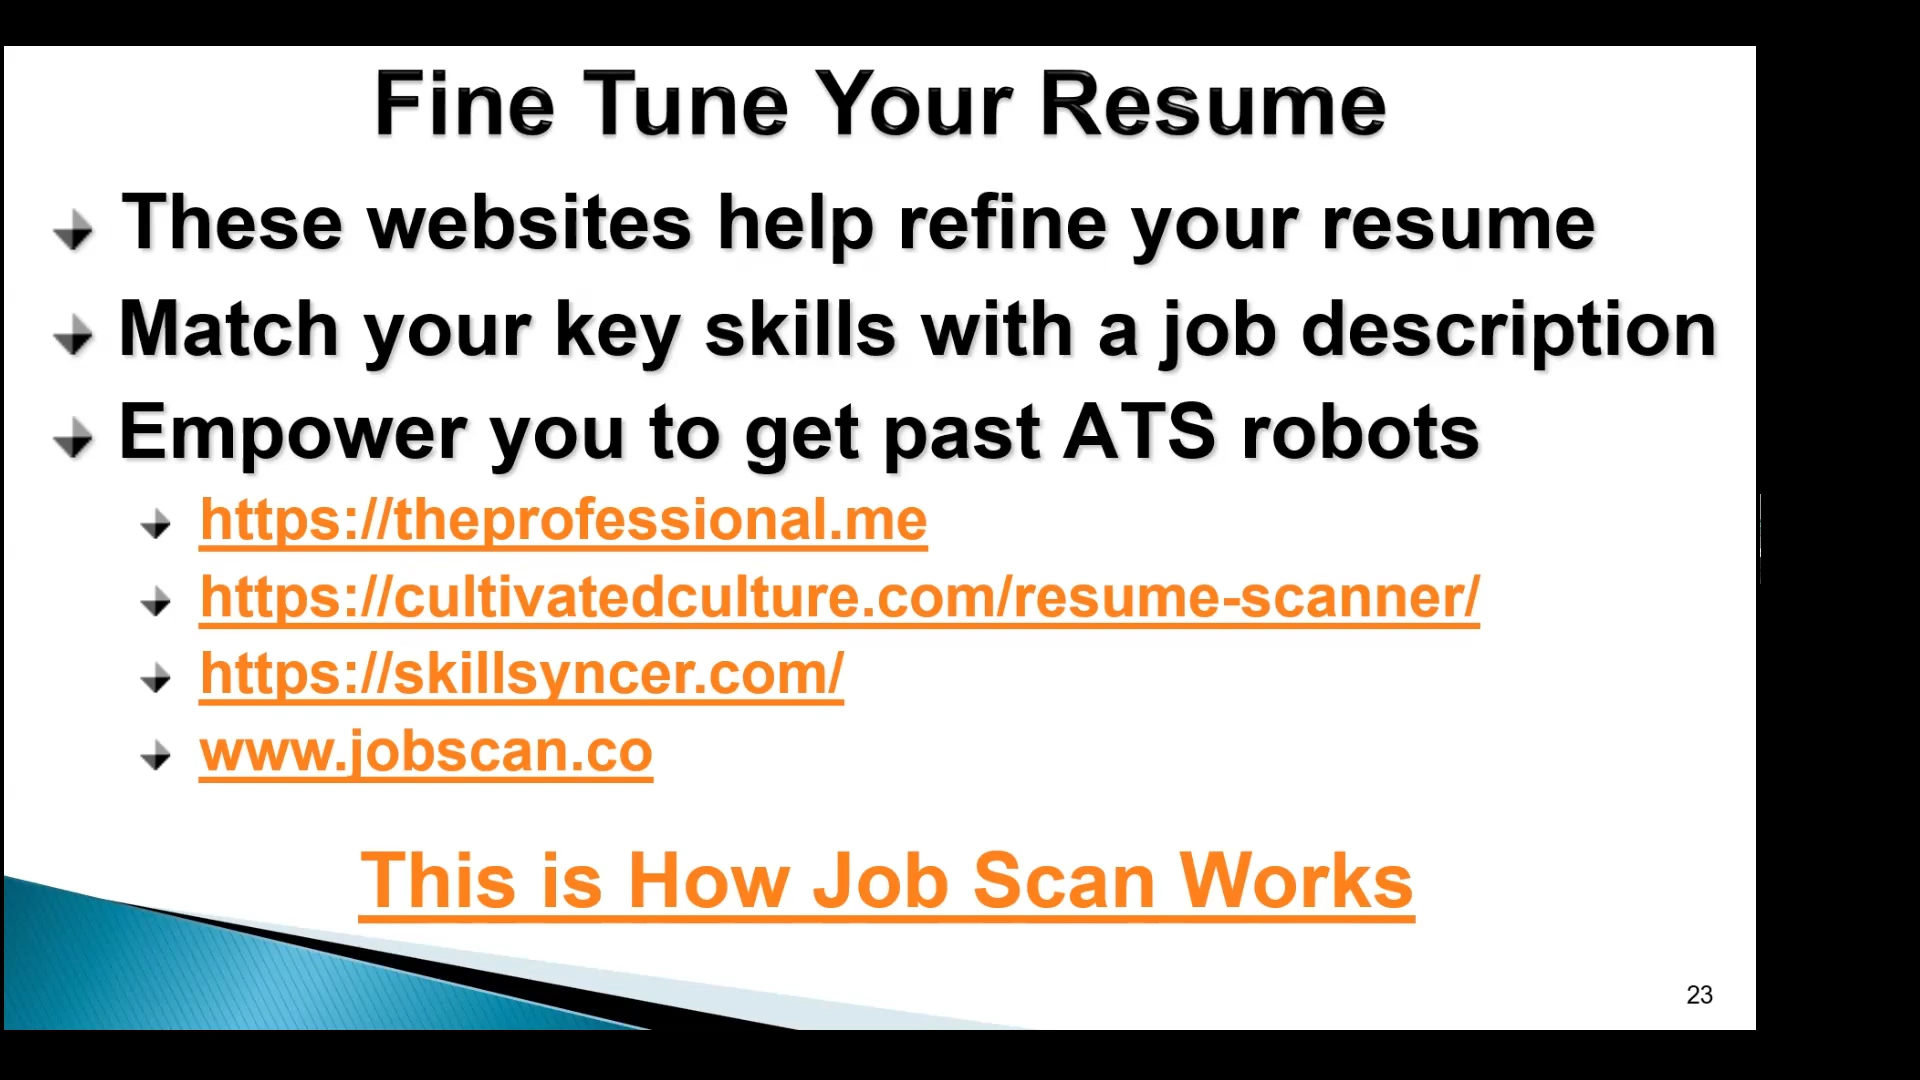 Fine Tune Your Resume
These websites help refine your resume
Match your key skills with a job description
Empower you to get past ATS robots
https://theprofessional.me
https://cultivatedculture.com/resume-scanner/
https://skillsyncer.com/
www.jobscan.co
This is How Job Scan Works
23